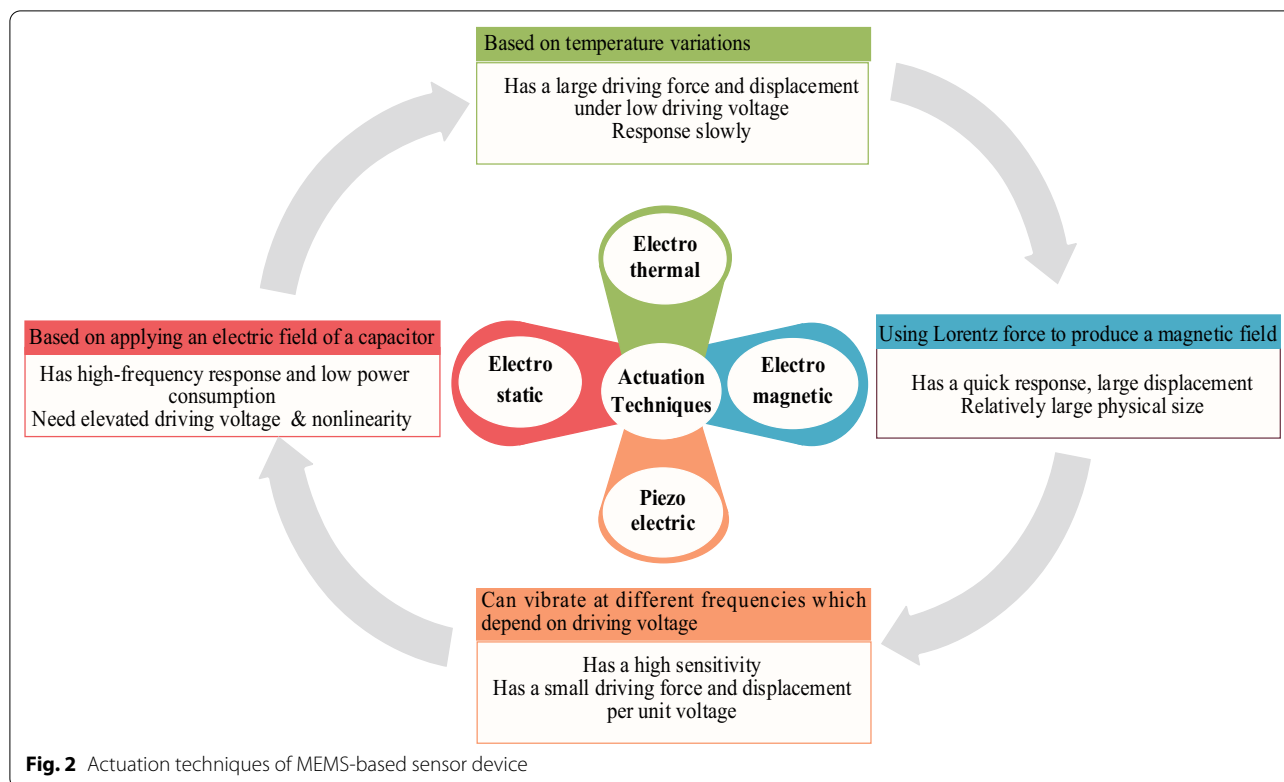 Based on temperature variations
Has a large driving force and displacement
under low driving voltage
Response slowly
Electro
thermal
Based on applying an electric field of a capacitor
Has high-frequency response and low power
consumption
Need elevated driving voltage & nonlinearity
Electro
static
Actuation
Techniques
Electro
magnetic
Using Lorentz force to produce a magnetic field
Has a quick response, large displacement
Relatively large physical size
Piezo
electric
Can vibrate at different frequencies which
depend on driving voltage
Has a high sensitivity
Has a small driving force and displacement
per unit voltage
Fig. 2 Actuation techniques of MEMS-based sensor device